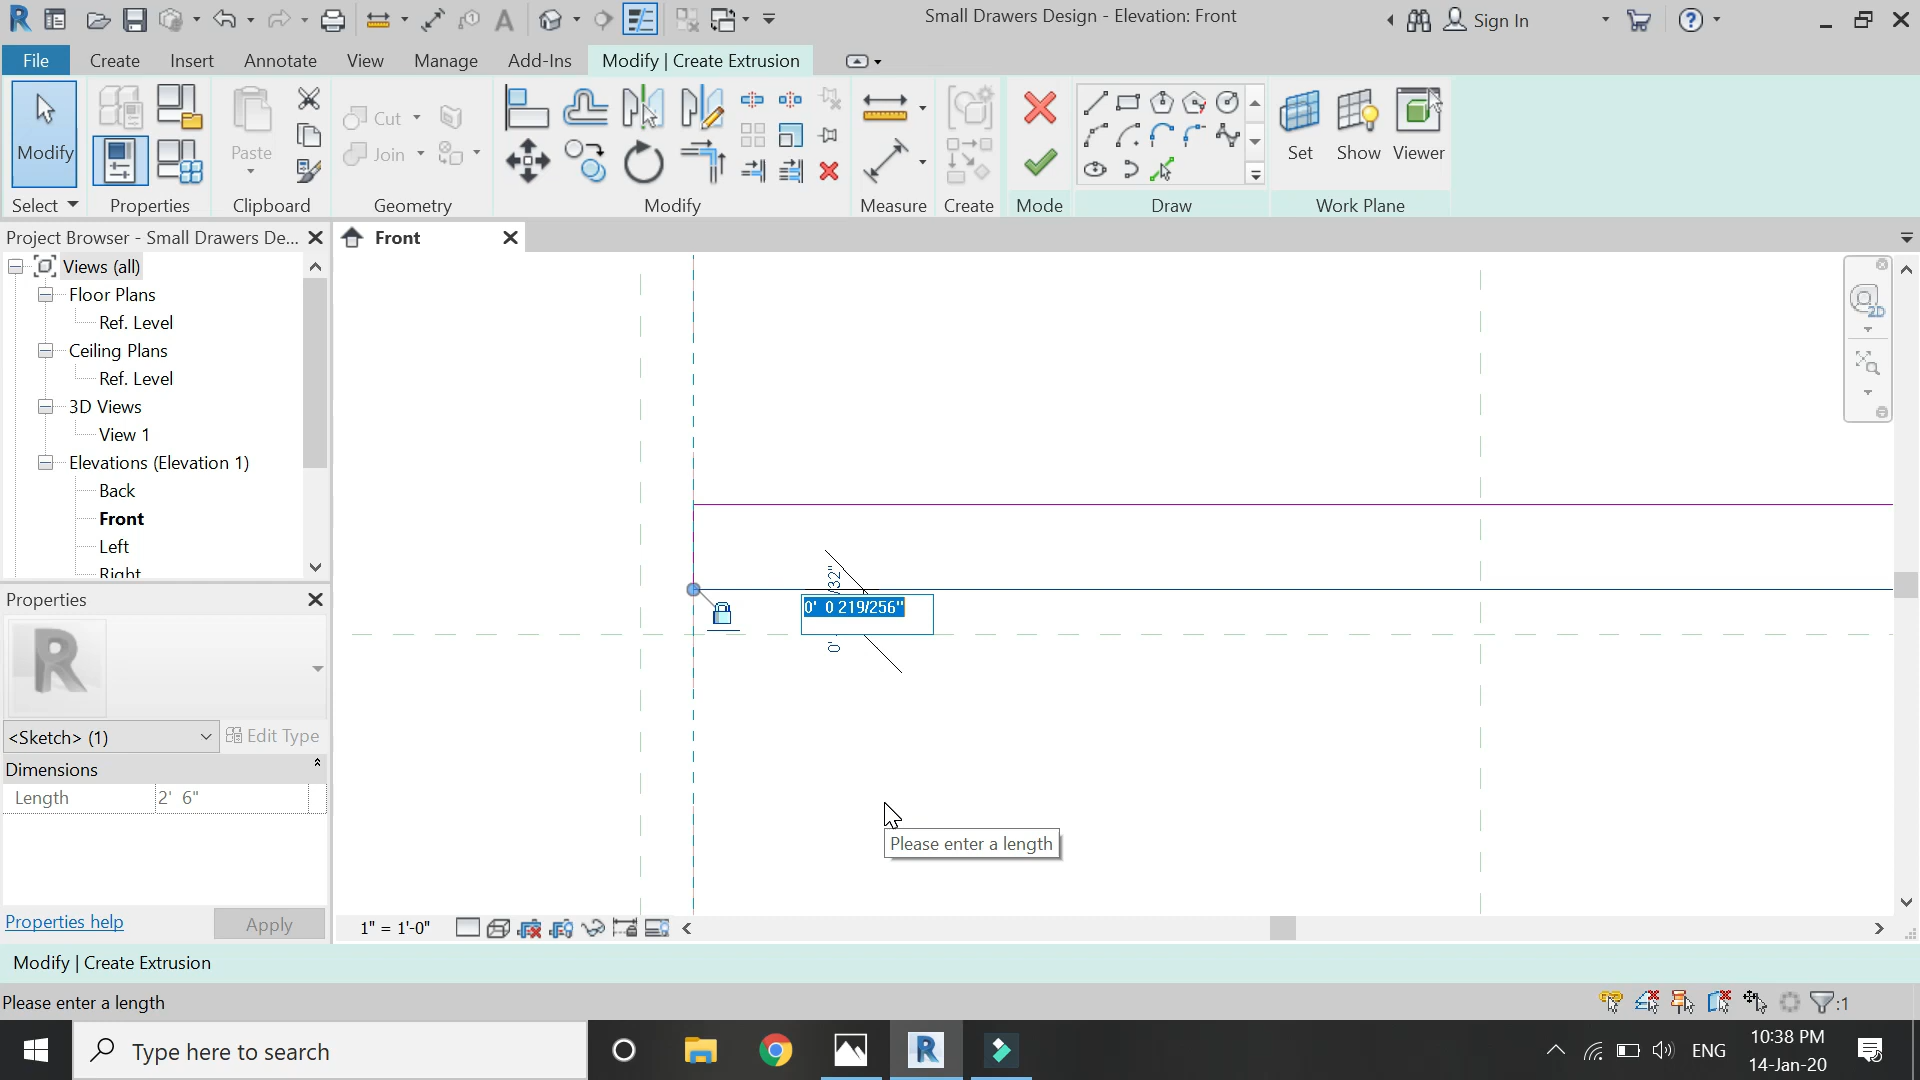 Small Drawers Design - Elevation: Front
Sign In
File
Create
Insert
Annotate
View
Manage
Add-Ins
Modify | Create Extrusion
Modify
Paste
Cut
Join
Set
Show
Viewer
Select
Properties
Clipboard
Geometry
Modify
Measure
Create
Mode
Draw
Work Plane
Project Browser - Small Drawers De...
Front
Views (all)
Floor Plans
Ref. Level
Ceiling Plans
Ref. Level
3D Views
View 1
Elevations (Elevation 1)
Back
Front
Left
Right
Properties
<Sketch> (1)
Edit Type
Dimensions
Length
2' 6"
Properties help
Apply
2D
/32"
0' 0 219/256"
0'
Please enter a length
1" = 1'-0"
Modify | Create Extrusion
Please enter a length
:1
Type here to search
ENG
10:38 PM
14-Jan-20